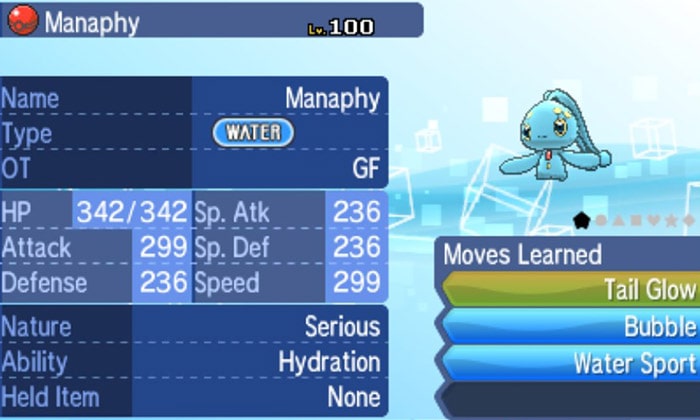 Manaphy Lv.100
Name Manaphy
Type WATER
OT GF
HP 342/342 Sp. Atk 236
Attack 299 Sp. Def 236
Defense 236 Speed 299
Nature Serious
Ability Hydration
Held Item None
Moves Learned
Tail Glow
Bubble
Water Sport